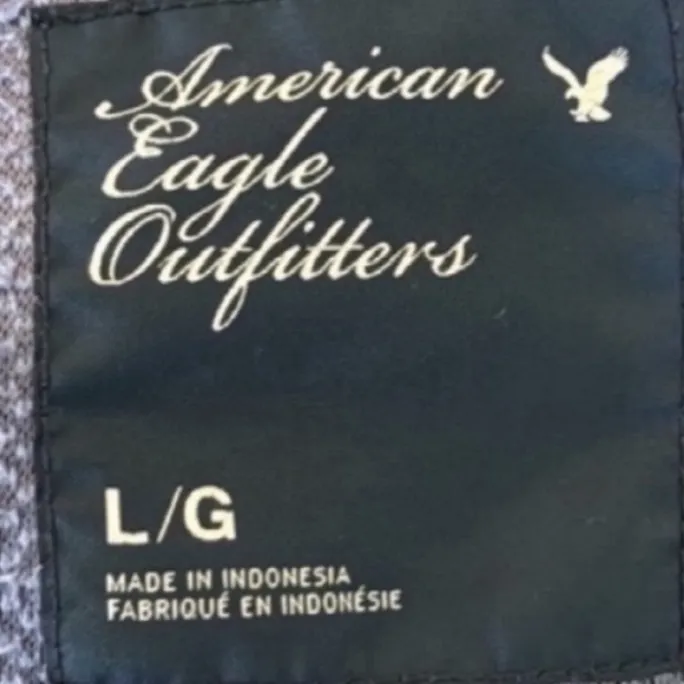 American
Eagle
Outfitters
L/G
MADE IN INDONESIA
FABRIQUÉ EN INDONÉSIE